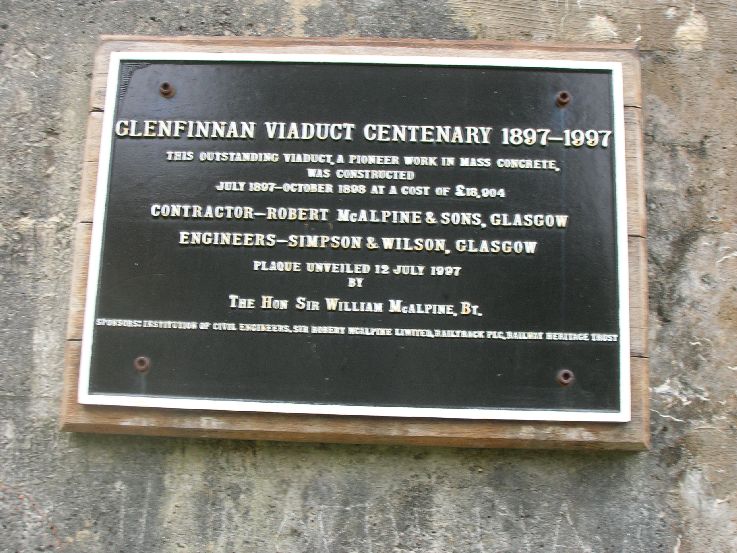 GLENFINNAN VIADUCT CENTENARY 1897–1997
THIS OUTSTANDING VIADUCT, A PIONEER WORK IN MASS CONCRETE,
WAS CONSTRUCTED
JULY 1897–OCTOBER 1898 AT A COST OF £18,904
CONTRACTOR–ROBERT McALPINE & SONS, GLASGOW
ENGINEERS–SIMPSON & WILSON, GLASGOW
PLAQUE UNVEILED 12 JULY 1997
BY
THE HON SIR WILLIAM McALPINE, BT.
SPONSORS: INSTITUTION OF CIVIL ENGINEERS, SIR ROBERT McALPINE LIMITED, RAILTRACK PLC, RAILWAY HERITAGE TRUST